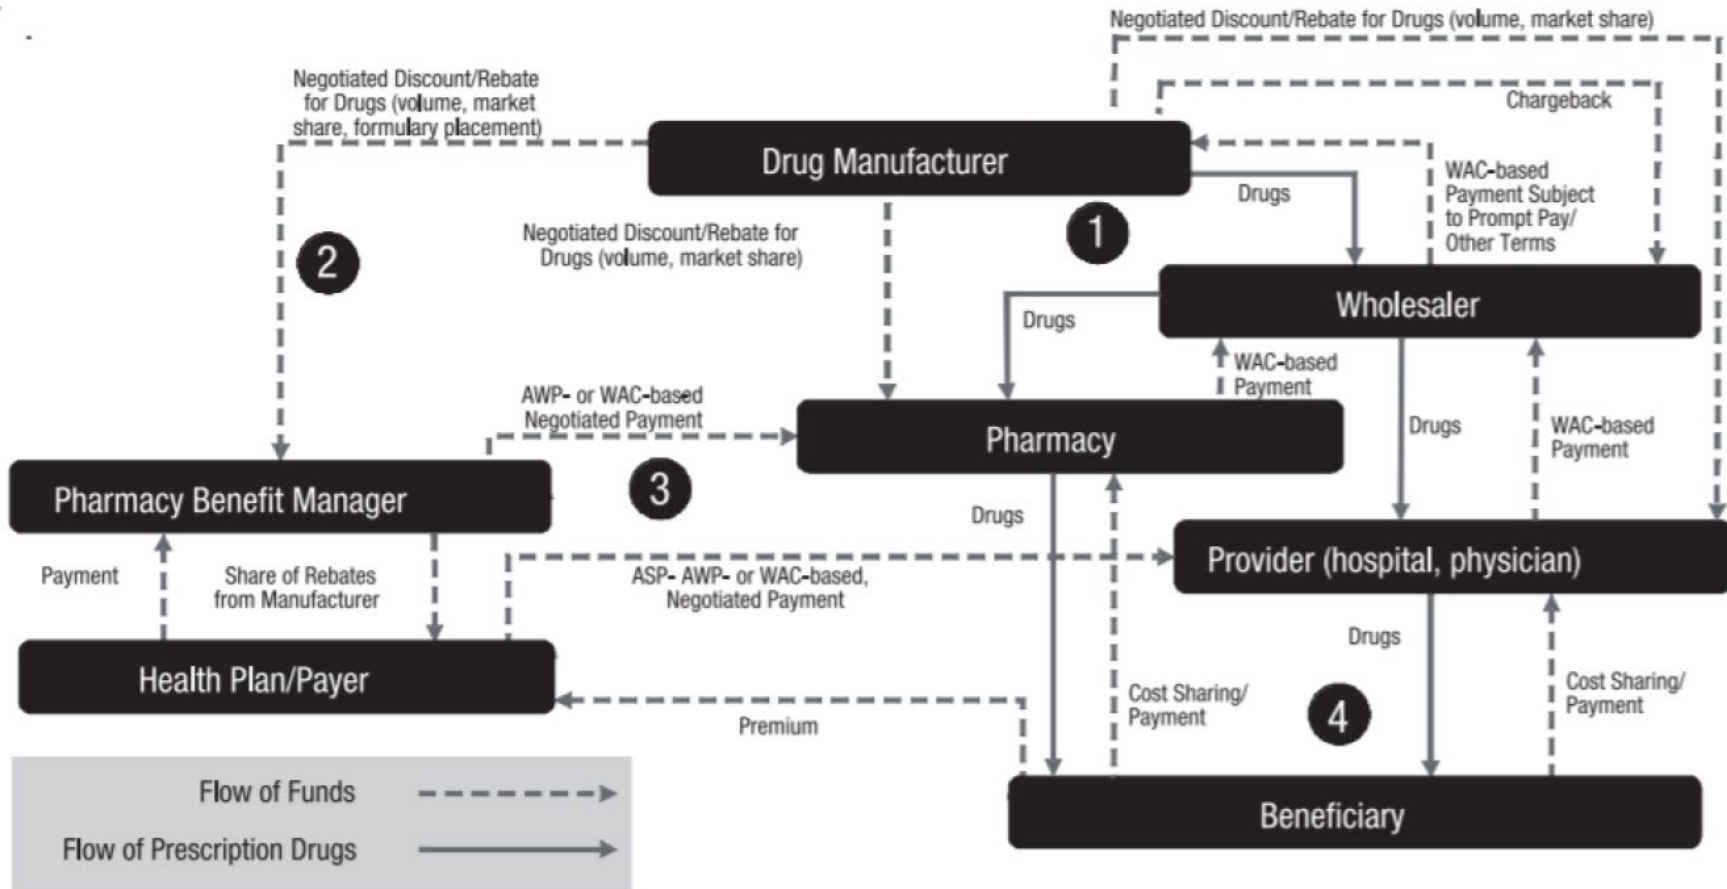 Negotiated Discount/Rebate for Drugs (volume, market share)
Negotiated Discount/Rebate
for Drugs (volume, market
share, formulary placement)
Chargeback
Drug Manufacturer
Drugs
WAC-based
Payment Subject
to Prompt Pay/
Other Terms
1
Negotiated Discount/Rebate for
Drugs (volume, market share)
2
Wholesaler
Drugs
WAC-based
Payment
AWP- or WAC-based
Negotiated Payment
Pharmacy
Drugs
WAC-based
Payment
3
Pharmacy Benefit Manager
Drugs
Provider (hospital, physician)
Payment
Share of Rebates
from Manufacturer
ASP- AWP- or WAC-based,
Negotiated Payment
Drugs
Health Plan/Payer
Cost Sharing/
Payment
4
Cost Sharing/
Payment
Premium
Flow of Funds
Flow of Prescription Drugs
Beneficiary